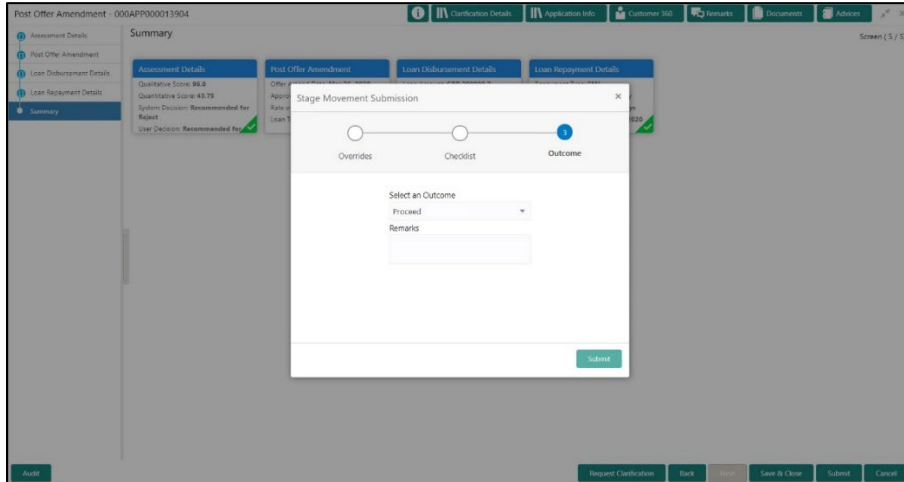 Post Offer Amendment - 000APP000013904
Clarification Details
Application Info
Customer 360
Remarks
Documents
Advices
Assessment Details
Post Offer Amendment
Loan Disbursement Details
Loan Repayment Details
Summary
Summary
Screen ( 5 / 5
Assessment Details
Qualitative Score: 96.0
Quantitative Score: 43.75
System Decision: Recommended for
Reject
User Decision: Recommended for
Post Offer Amendment
Loan Disbursement Details
Loan Repayment Details
Stage Movement Submission
Overrides
Checklist
3
Outcome
Select an Outcome
Proceed
Remarks
Submit
Audit
Request Clarification
Back
Next
Save & Close
Submit
Cancel